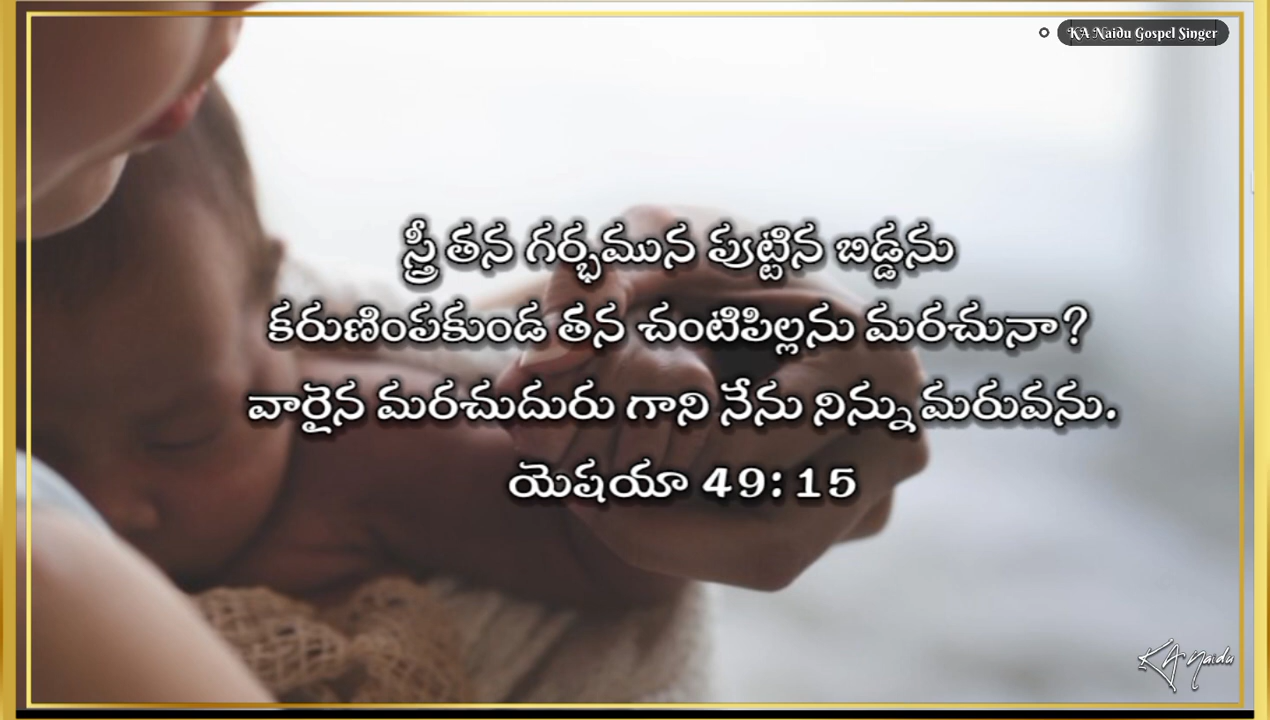 KA Naidu Gospel Singer
స్త్రీ తన గర్భమున పుట్టిన బిడ్డను
కరుణింపకుండ తన చంటిపిల్లను మరచునా?
వారైన మరచుదురు గాని నేను నిన్ను మరువను.
యెషయా 49:15
KA Naidu